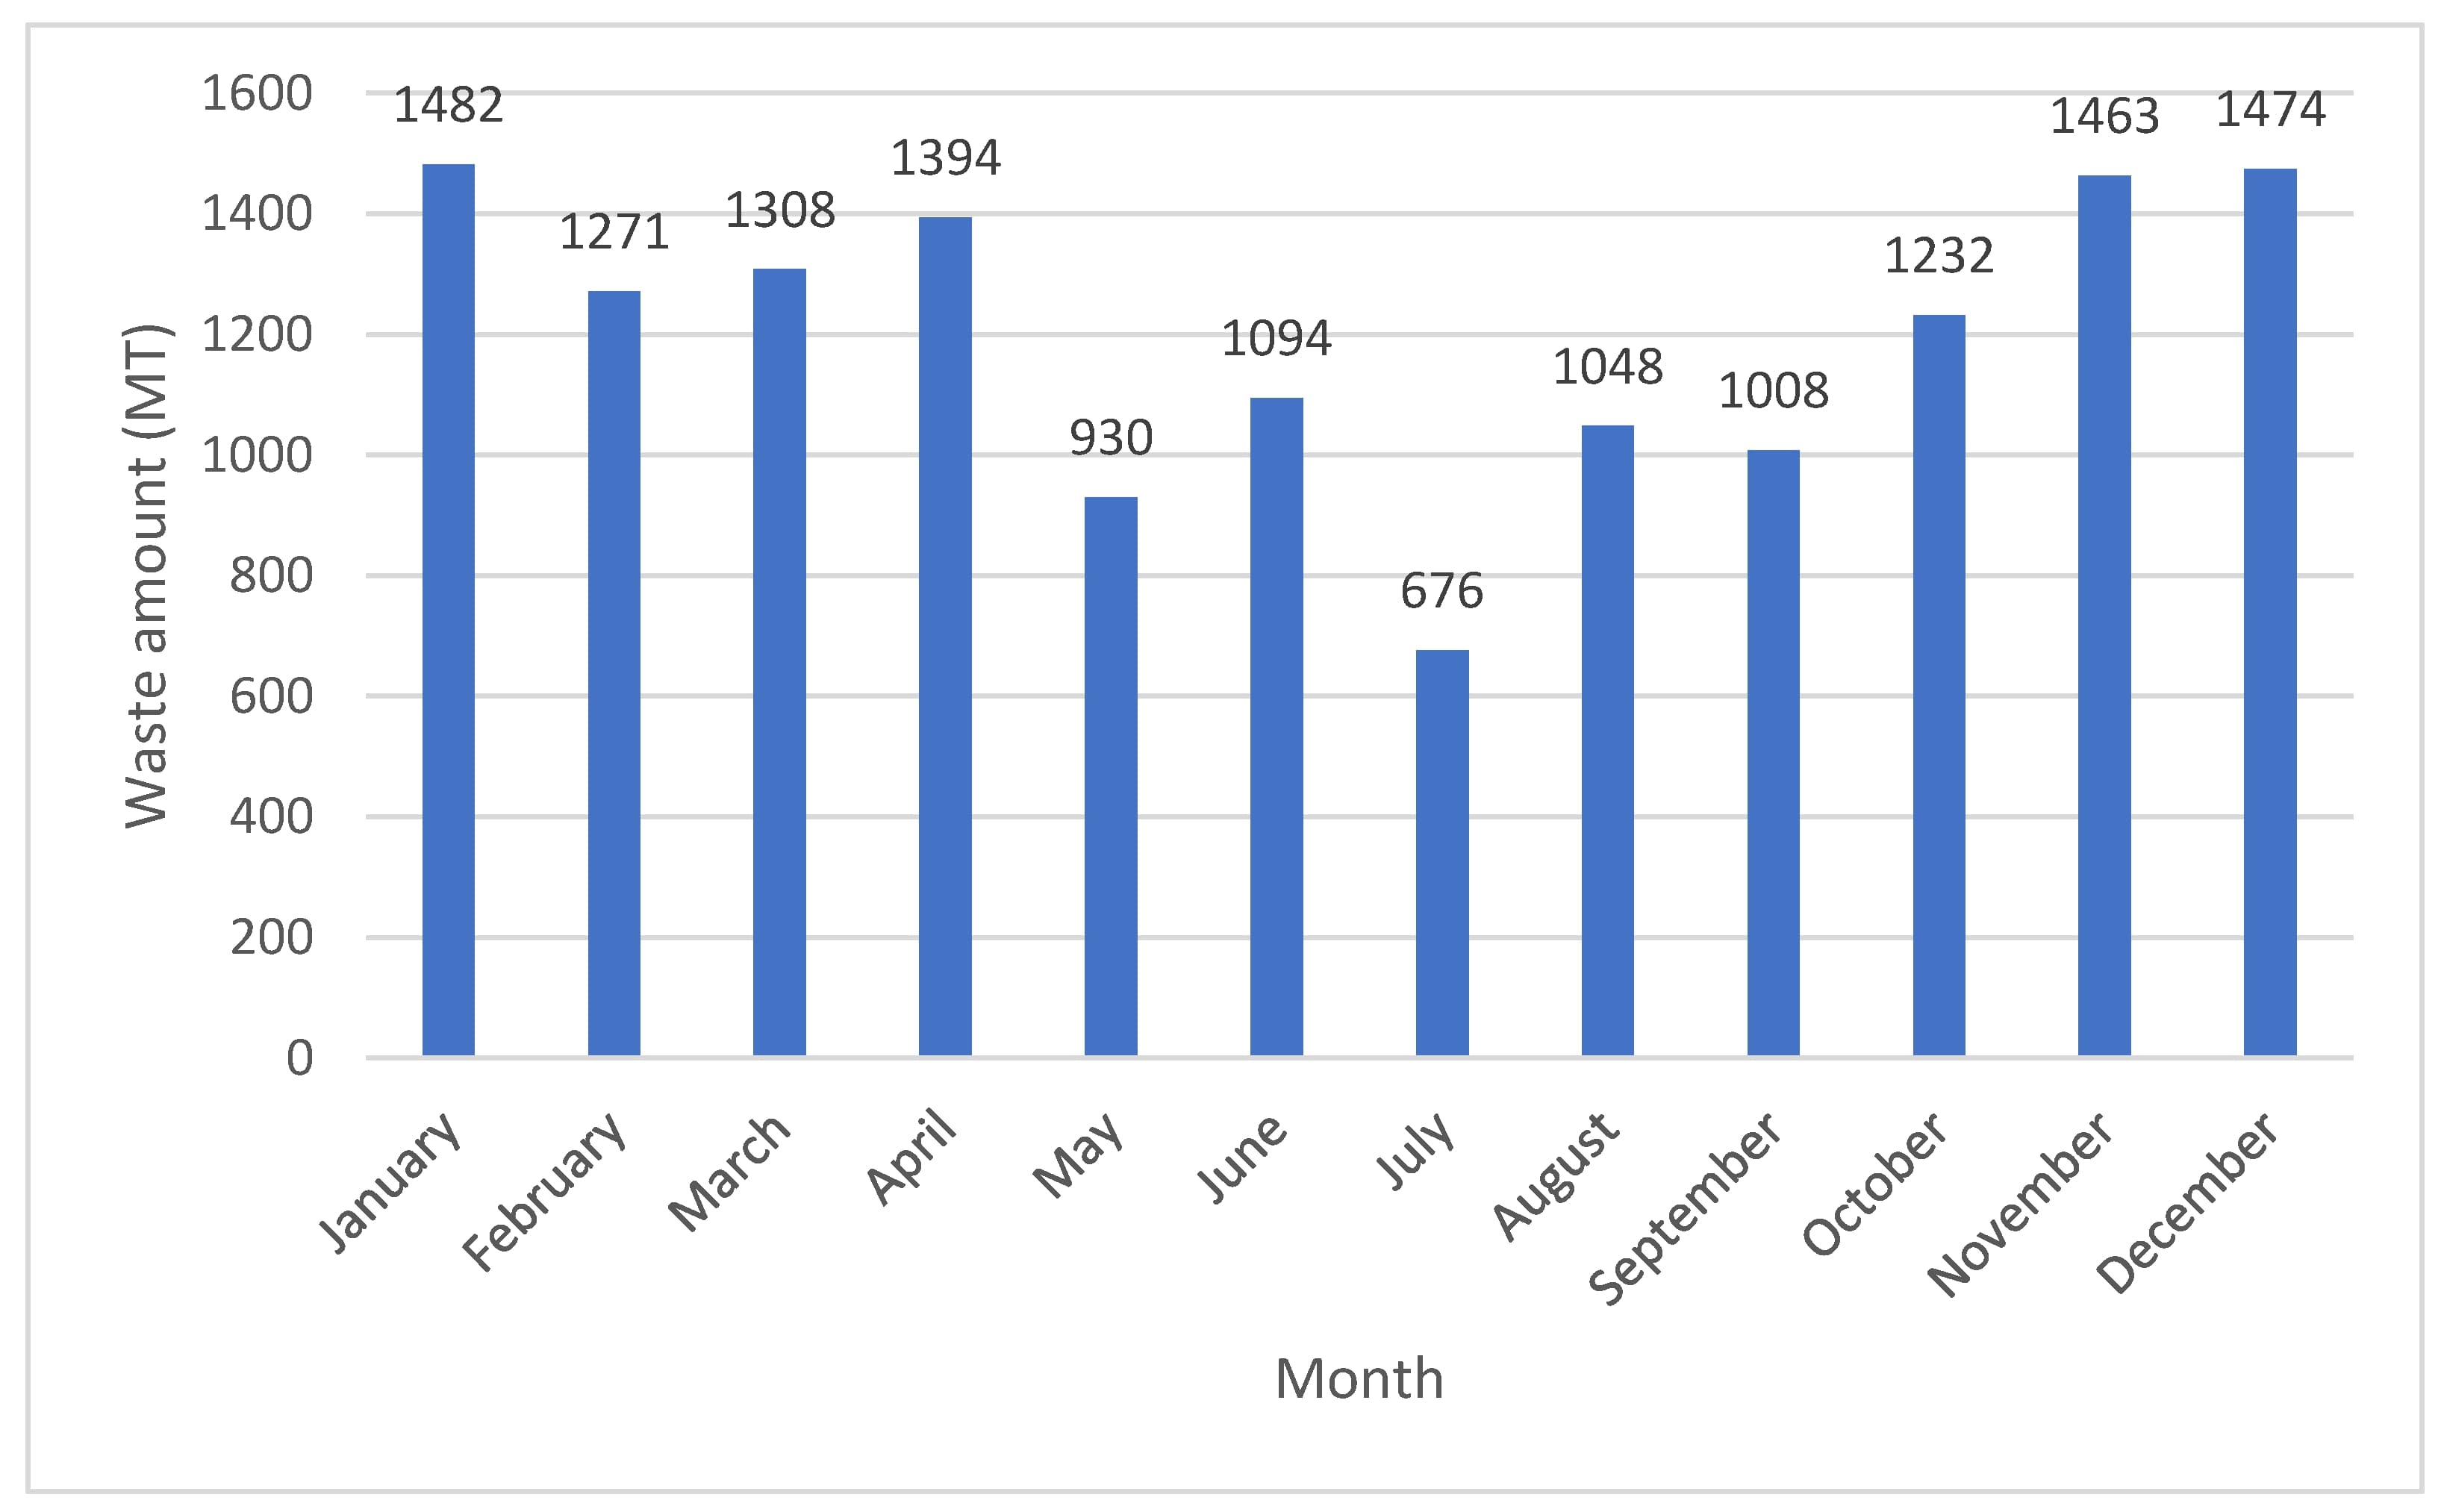 1600
1400
1200
1000
800
600
400
200
0
Waste amount (MT)
1482
1271
1308
1394
930
1094
676
1048
1008
1232
1463
1474
January
February
March
April
May
June
July
August
September
October
November
December
Month